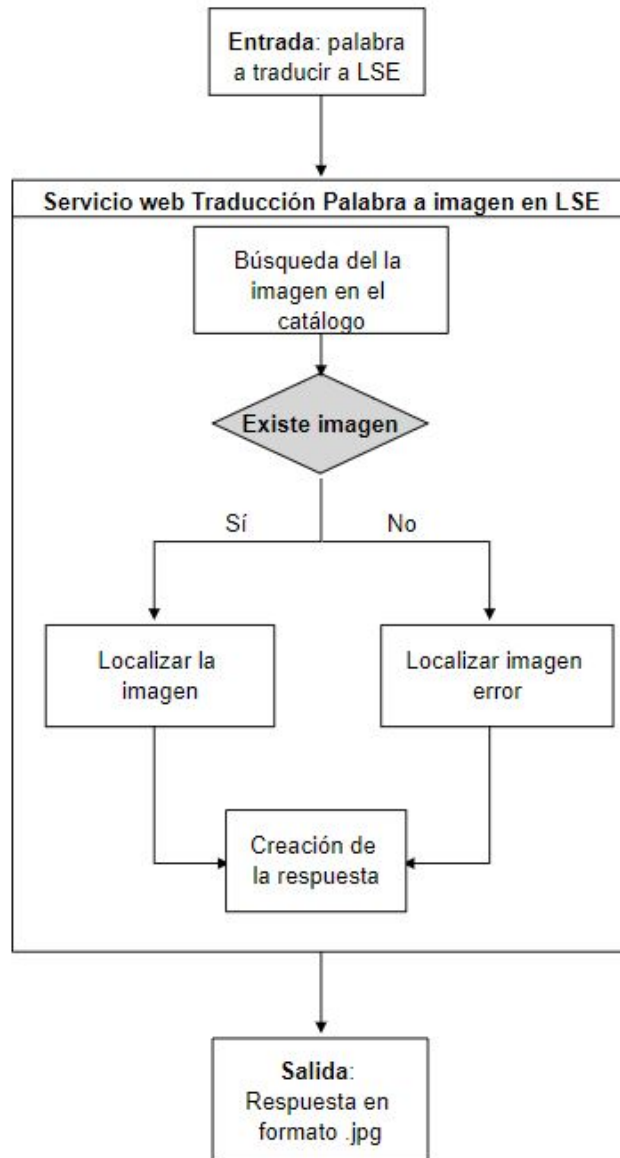 Entrada: palabra
a traducir a LSE
Servicio web Traducción Palabra a imagen en LSE
Búsqueda del la
imagen en el
catálogo
Existe imagen
Sí
No
Localizar la
imagen
Localizar imagen
error
Creación de
la respuesta
Salida:
Respuesta en
formato .jpg